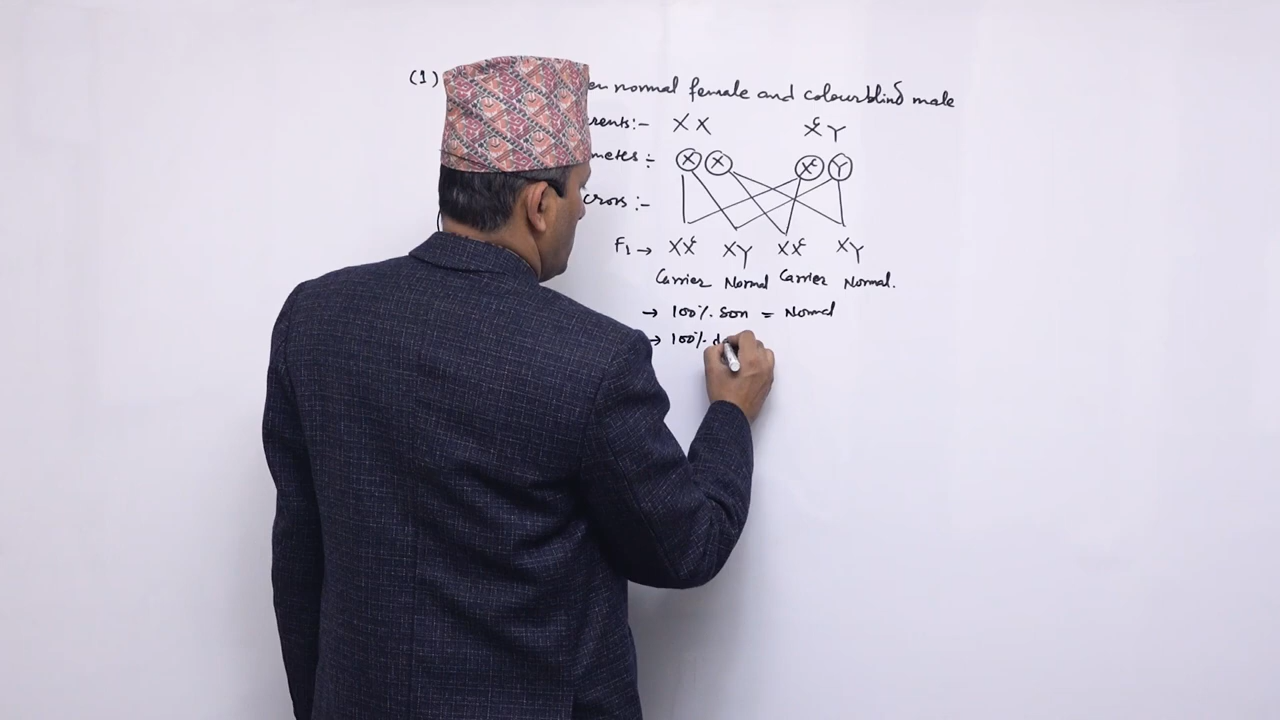 (1) en normal female and colourblind male
rents:- X X XᶜY
metes :- X X Xᶜ Y
Cross :-
F₁ → XXᶜ XY XXᶜ XY
Carrier Normal Carrier Normal.
→ 100% son = Normal
→ 100% d